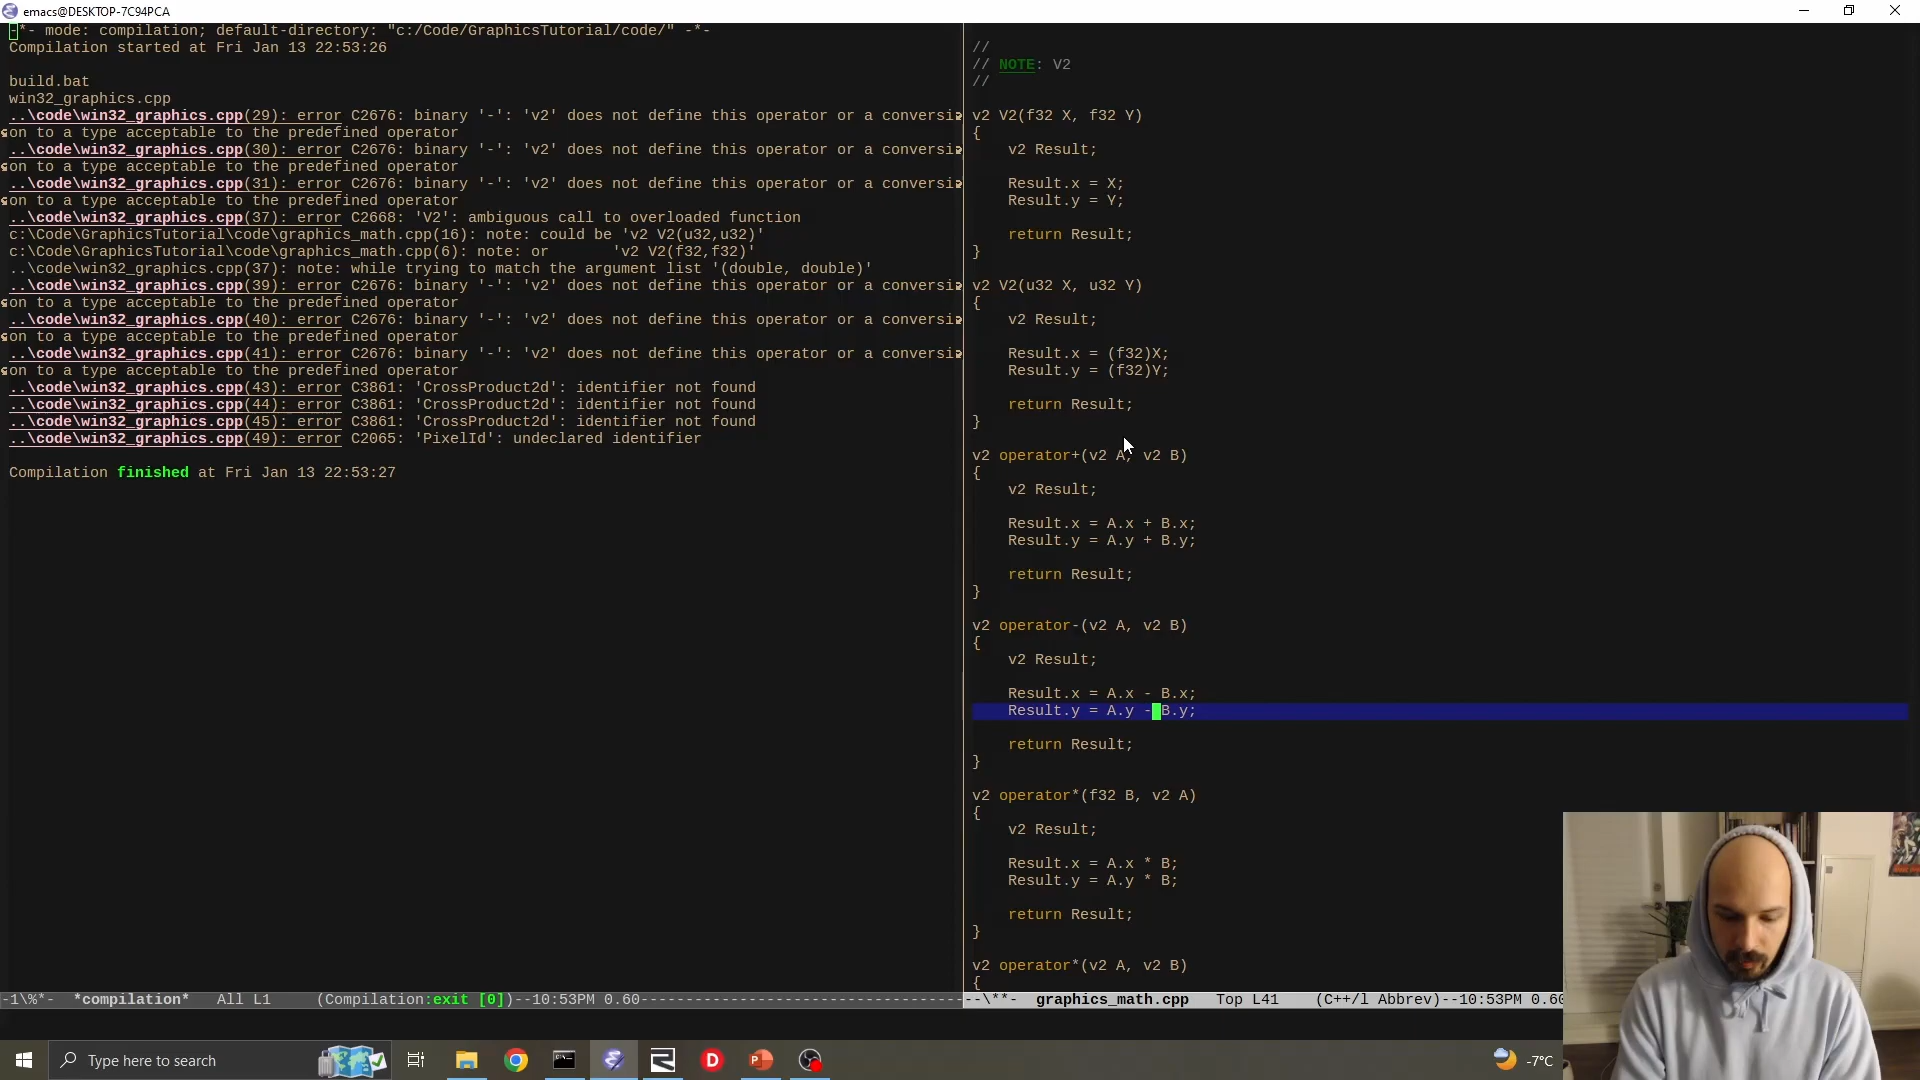 emacs@DESKTOP-7C94PCA
-*- mode: compilation; default-directory: "c:/Code/GraphicsTutorial/code/" -*-
Compilation started at Fri Jan 13 22:53:26
build.bat
win32_graphics.cpp
..\code\win32_graphics.cpp(29): error C2676: binary '-': 'v2' does not define this operator or a conversi
on to a type acceptable to the predefined operator
..\code\win32_graphics.cpp(30): error C2676: binary '-': 'v2' does not define this operator or a conversi
on to a type acceptable to the predefined operator
..\code\win32_graphics.cpp(31): error C2676: binary '-': 'v2' does not define this operator or a conversi
on to a type acceptable to the predefined operator
..\code\win32_graphics.cpp(37): error C2668: 'V2': ambiguous call to overloaded function
c:\Code\GraphicsTutorial\code\graphics_math.cpp(16): note: could be 'v2 V2(u32,u32)'
c:\Code\GraphicsTutorial\code\graphics_math.cpp(6): note: or       'v2 V2(f32,f32)'
..\code\win32_graphics.cpp(37): note: while trying to match the argument list '(double, double)'
..\code\win32_graphics.cpp(39): error C2676: binary '-': 'v2' does not define this operator or a conversi
on to a type acceptable to the predefined operator
..\code\win32_graphics.cpp(40): error C2676: binary '-': 'v2' does not define this operator or a conversi
on to a type acceptable to the predefined operator
..\code\win32_graphics.cpp(41): error C2676: binary '-': 'v2' does not define this operator or a conversi
on to a type acceptable to the predefined operator
..\code\win32_graphics.cpp(43): error C3861: 'CrossProduct2d': identifier not found
..\code\win32_graphics.cpp(44): error C3861: 'CrossProduct2d': identifier not found
..\code\win32_graphics.cpp(45): error C3861: 'CrossProduct2d': identifier not found
..\code\win32_graphics.cpp(49): error C2065: 'PixelId': undeclared identifier
Compilation finished at Fri Jan 13 22:53:27
-1\%*-  *compilation*   All L1     (Compilation:exit [0])--10:53PM 0.60
//
// NOTE: V2
//
v2 V2(f32 X, f32 Y)
{
v2 Result;
Result.x = X;
Result.y = Y;
return Result;
}
v2 V2(u32 X, u32 Y)
{
v2 Result;
Result.x = (f32)X;
Result.y = (f32)Y;
return Result;
}
v2 operator+(v2 A, v2 B)
{
v2 Result;
Result.x = A.x + B.x;
Result.y = A.y + B.y;
return Result;
}
v2 operator-(v2 A, v2 B)
{
v2 Result;
Result.x = A.x - B.x;
Result.y = A.y - B.y;
return Result;
}
v2 operator*(f32 B, v2 A)
{
v2 Result;
Result.x = A.x * B;
Result.y = A.y * B;
return Result;
}
v2 operator*(v2 A, v2 B)
{
--\**-  graphics_math.cpp   Top L41    (C++/l Abbrev)--10:53PM 0.60
Type here to search
D
P
-7°C